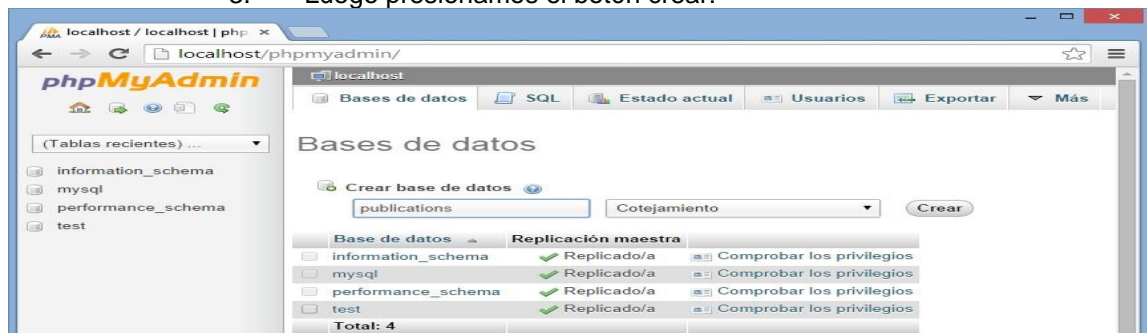 Luego presionamos el botón crear.
localhost / localhost | php
localhost/phpmyadmin/
phpMyAdmin
(Tablas recientes) ...
information_schema
mysql
performance_schema
test
localhost
Bases de datos SQL Estado actual Usuarios Exportar Más
Bases de datos
Crear base de datos
publications Cotejamiento Crear
Base de datos Replicación maestra
information_schema Replicado/a Comprobar los privilegios
mysql Replicado/a Comprobar los privilegios
performance_schema Replicado/a Comprobar los privilegios
test Replicado/a Comprobar los privilegios
Total: 4